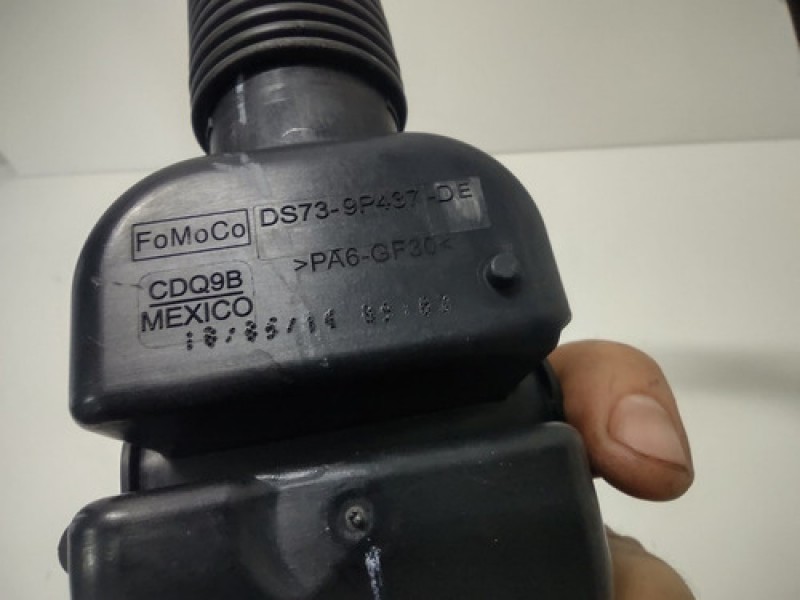 FoMoCo DS73-9P437-DE
>PA6-GF30<
CDQ9B
MEXICO